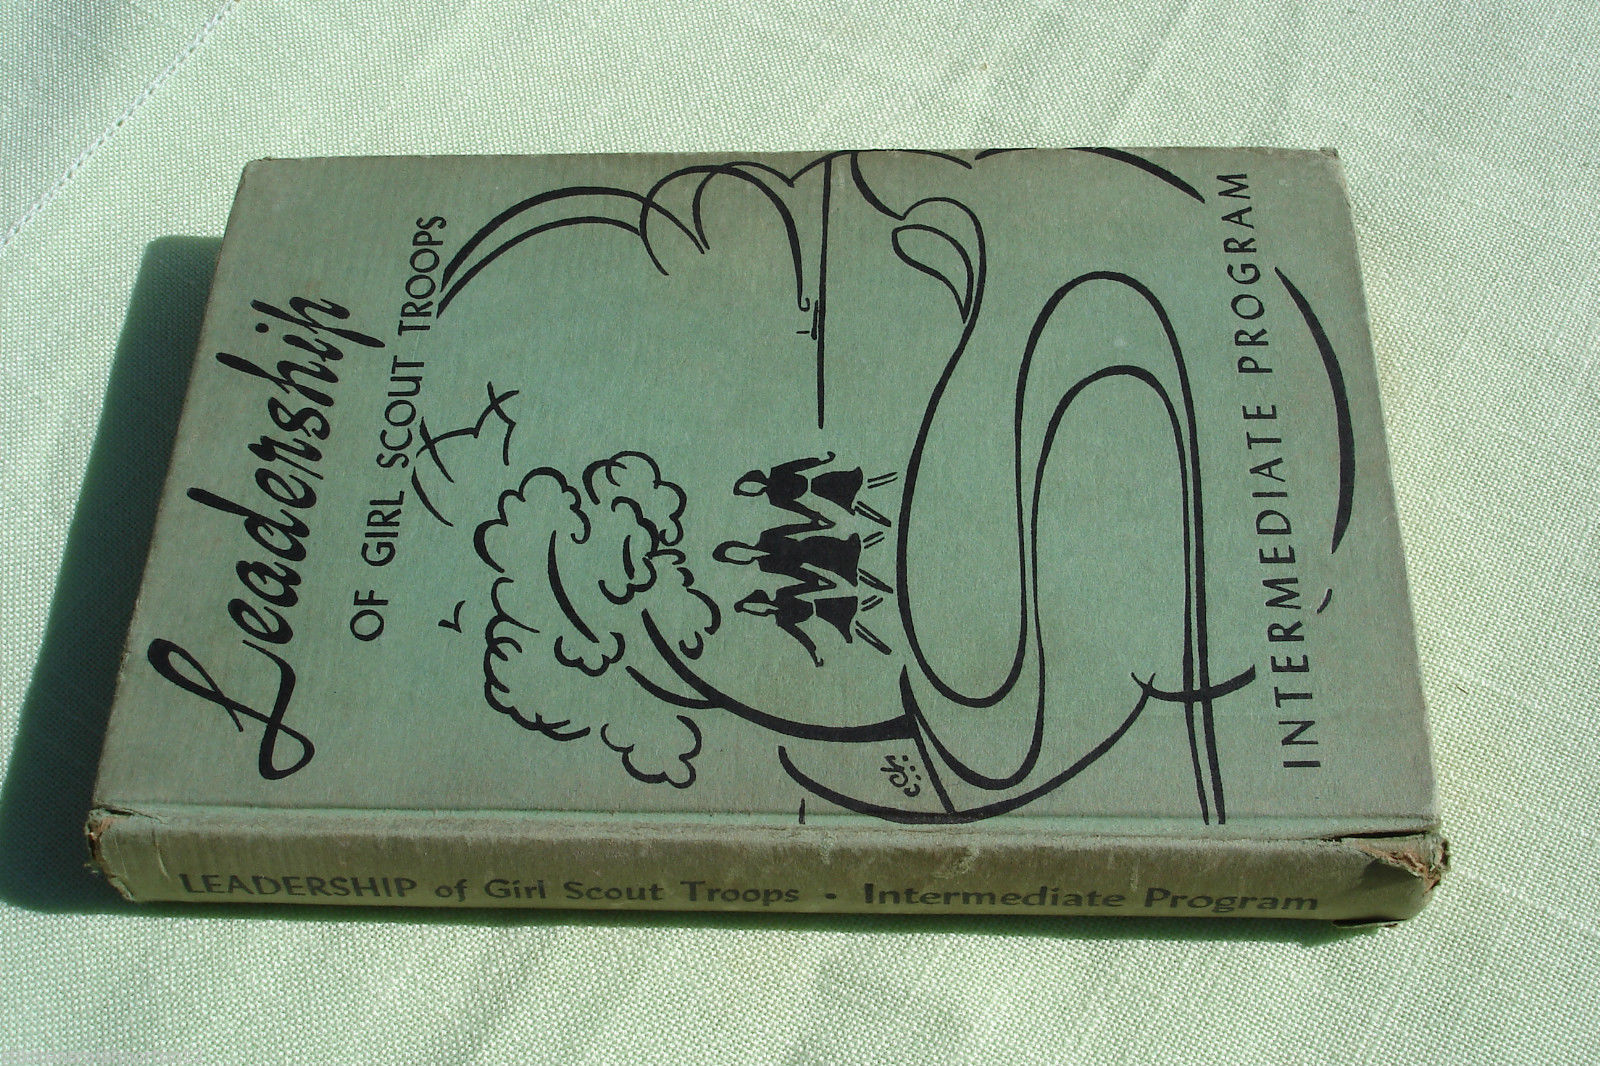 Leadership
OF GIRL SCOUT TROOPS
INTERMEDIATE PROGRAM
LEADERSHIP of Girl Scout Troops • Intermediate Program